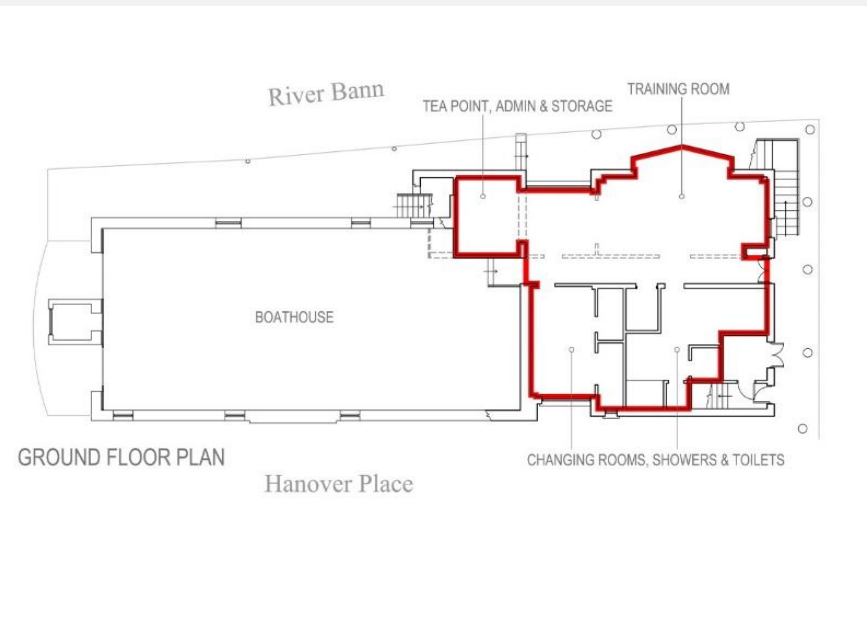 River Bann
TRAINING ROOM
TEA POINT, ADMIN & STORAGE
BOATHOUSE
GROUND FLOOR PLAN
CHANGING ROOMS, SHOWERS & TOILETS
Hanover Place